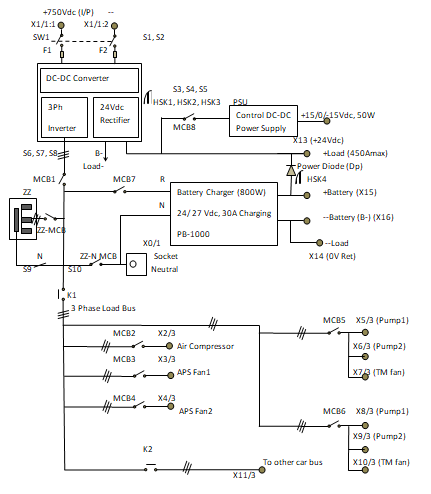 +750Vdc (I/P) --
X1/1:1 X1/1:2
SW1 S1, S2
F1 F2
DC-DC Converter
3Ph
Inverter
24Vdc
Rectifier
S3, S4, S5
HSK1, HSK2, HSK3
PSU
Control DC-DC
Power Supply
+15/0/-15Vdc, 50W
MCB8
S6, S7, S8
B-
Load-
X13 (+24Vdc)
+Load (450Amax)
Power Diode (Dp)
HSK4
MCB1
MCB7
R
N
Battery Charger (800W)
24/27 Vdc, 30A Charging
PB-1000
+Battery (X15)
--Battery (B-) (X16)
--Load
X14 (0V Ret)
ZZ
ZZ-MCB
N
S9
S10
ZZ-N MCB
X0/1
Socket
Neutral
K1
3 Phase Load Bus
MCB2 X2/3
Air Compressor
MCB3 X3/3
APS Fan1
MCB4 X4/3
APS Fan2
MCB5 X5/3 (Pump1)
X6/3 (Pump2)
X7/3 (TM fan)
MCB6 X8/3 (Pump1)
X9/3 (Pump2)
X10/3 (TM fan)
K2
To other car bus
X11/3